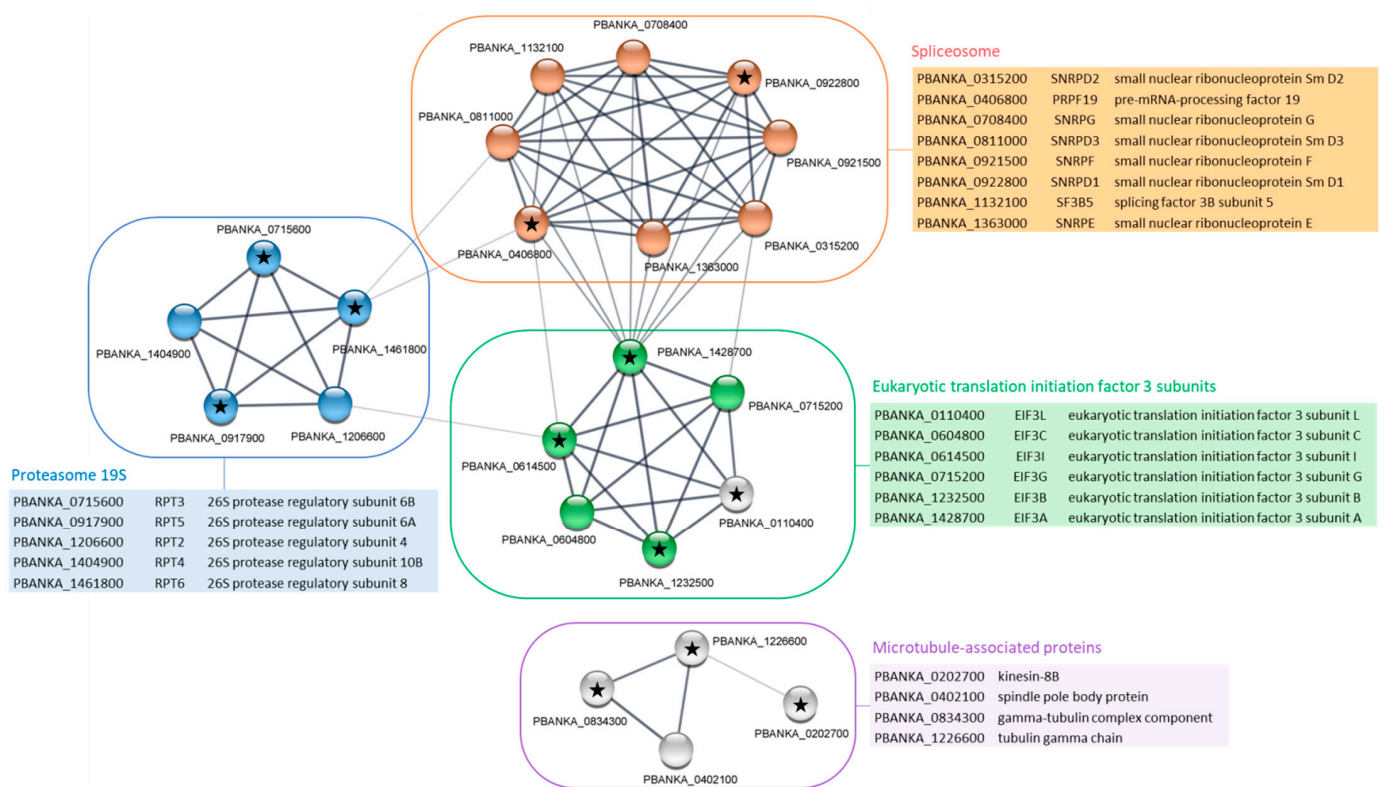 PBANKA_0708400
PBANKA_1132100
PBANKA_0922800
PBANKA_0811000
PBANKA_0921500
PBANKA_0406800
PBANKA_1363000
PBANKA_0315200
Spliceosome
PBANKA_0315200 SNRPD2 small nuclear ribonucleoprotein Sm D2
PBANKA_0406800 PRPF19 pre-mRNA-processing factor 19
PBANKA_0708400 SNRPG small nuclear ribonucleoprotein G
PBANKA_0811000 SNRPD3 small nuclear ribonucleoprotein Sm D3
PBANKA_0921500 SNRPF small nuclear ribonucleoprotein F
PBANKA_0922800 SNRPD1 small nuclear ribonucleoprotein Sm D1
PBANKA_1132100 SF3B5 splicing factor 3B subunit 5
PBANKA_1363000 SNRPE small nuclear ribonucleoprotein E
PBANKA_0715600
PBANKA_1404900
PBANKA_1461800
PBANKA_0917900
PBANKA_1206600
Proteasome 19S
PBANKA_0715600 RPT3 26S protease regulatory subunit 6B
PBANKA_0917900 RPT5 26S protease regulatory subunit 6A
PBANKA_1206600 RPT2 26S protease regulatory subunit 4
PBANKA_1404900 RPT4 26S protease regulatory subunit 10B
PBANKA_1461800 RPT6 26S protease regulatory subunit 8
PBANKA_1428700
PBANKA_0715200
PBANKA_0614500
PBANKA_0110400
PBANKA_0604800
PBANKA_1232500
Eukaryotic translation initiation factor 3 subunits
PBANKA_0110400 EIF3L eukaryotic translation initiation factor 3 subunit L
PBANKA_0604800 EIF3C eukaryotic translation initiation factor 3 subunit C
PBANKA_0614500 EIF3I eukaryotic translation initiation factor 3 subunit I
PBANKA_0715200 EIF3G eukaryotic translation initiation factor 3 subunit G
PBANKA_1232500 EIF3B eukaryotic translation initiation factor 3 subunit B
PBANKA_1428700 EIF3A eukaryotic translation initiation factor 3 subunit A
PBANKA_1226600
PBANKA_0834300
PBANKA_0202700
PBANKA_0402100
Microtubule-associated proteins
PBANKA_0202700 kinesin-8B
PBANKA_0402100 spindle pole body protein
PBANKA_0834300 gamma-tubulin complex component
PBANKA_1226600 tubulin gamma chain